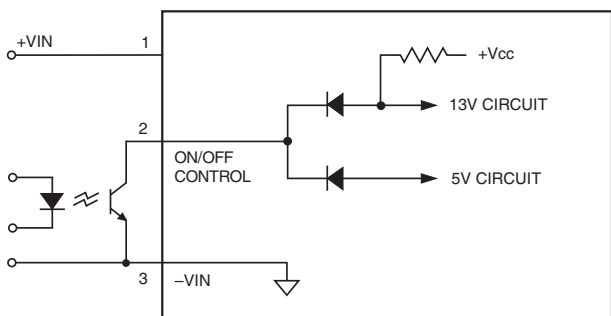 +VIN
1
+Vcc
13V CIRCUIT
2
ON/OFF
CONTROL
5V CIRCUIT
3
–VIN